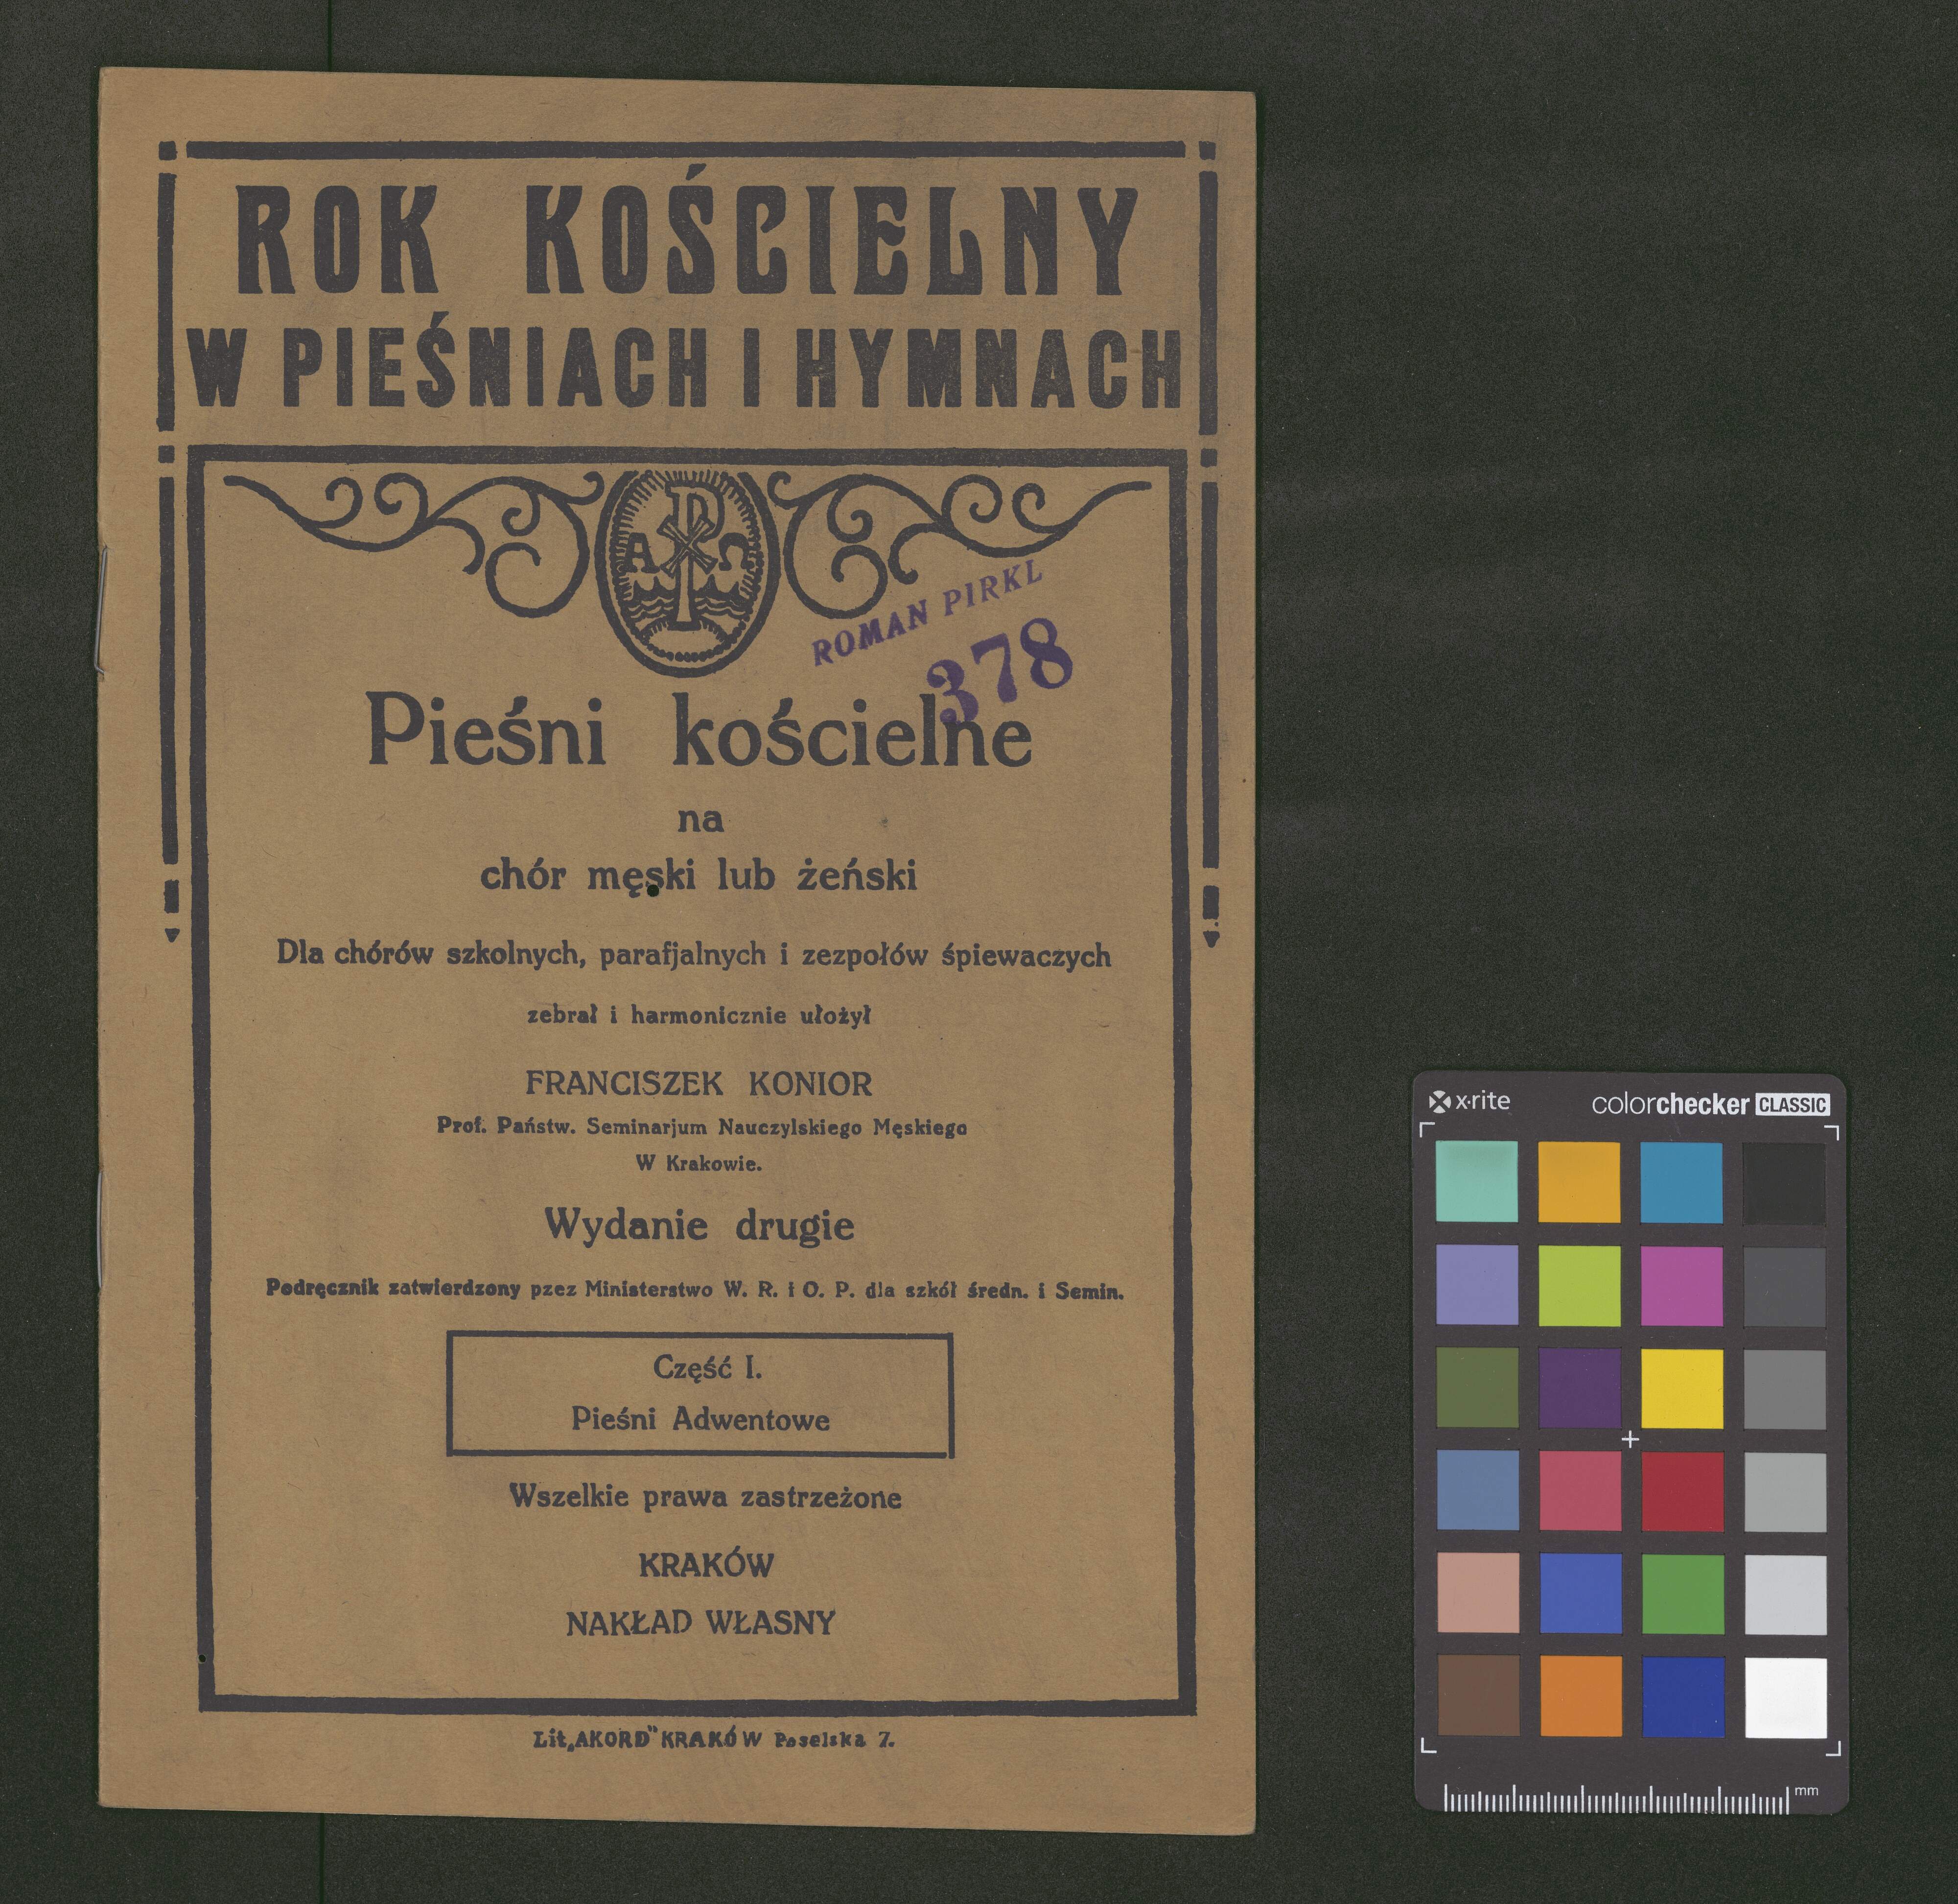 ROK KOŚCIELNY
W PIEŚNIACH I HYMNACH
P
A Ω
ROMAN PIRKL
378
Pieśni kościelne
na
chór męski lub żeński
Dla chórów szkolnych, parafjalnych i zezpołów śpiewaczych
zebrał i harmonicznie ułożył
FRANCISZEK KONIOR
Prof. Państw. Seminarjum Nauczylskiego Męskiego
W Krakowie.
Wydanie drugie
Podręcznik zatwierdzony pzez Ministerstwo W. R. i O. P. dla szkół średn. i Semin.
Część I.
Pieśni Adwentowe
Wszelkie prawa zastrzeżone
KRAKÓW
NAKŁAD WŁASNY
Lit„AKORD" KRAKÓW Poselska 7.
x·rite colorchecker CLASSIC
mm